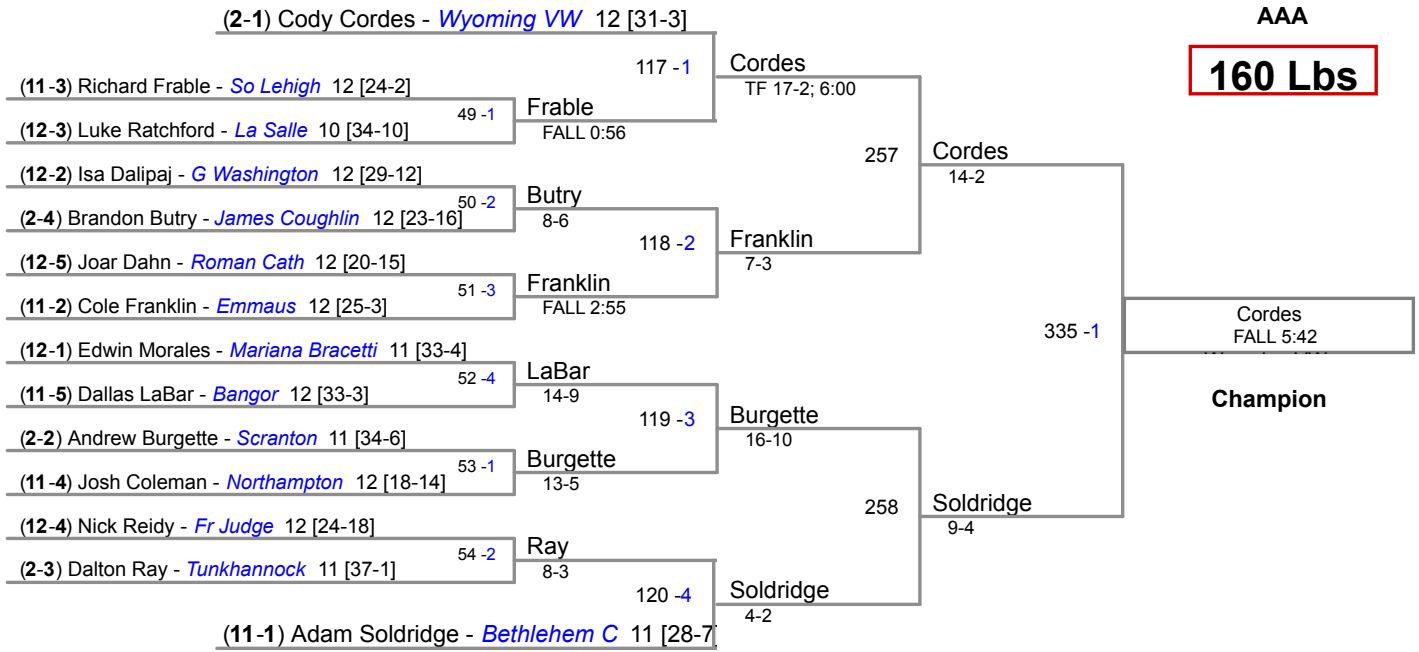 (2-1) Cody Cordes - Wyoming VW 12 [31-3]
AAA
160 Lbs
117 -1
Cordes
TF 17-2; 6:00
(11-3) Richard Frable - So Lehigh 12 [24-2]
49 -1
Frable
FALL 0:56
(12-3) Luke Ratchford - La Salle 10 [34-10]
257
Cordes
14-2
(12-2) Isa Dalipaj - G Washington 12 [29-12]
50 -2
Butry
8-6
(2-4) Brandon Butry - James Coughlin 12 [23-16]
118 -2
Franklin
7-3
(12-5) Joar Dahn - Roman Cath 12 [20-15]
51 -3
Franklin
FALL 2:55
(11-2) Cole Franklin - Emmaus 12 [25-3]
335 -1
Cordes
FALL 5:42
Champion
(12-1) Edwin Morales - Mariana Bracetti 11 [33-4]
52 -4
LaBar
14-9
(11-5) Dallas LaBar - Bangor 12 [33-3]
119 -3
Burgette
16-10
(2-2) Andrew Burgette - Scranton 11 [34-6]
53 -1
Burgette
13-5
(11-4) Josh Coleman - Northampton 12 [18-14]
258
Soldridge
9-4
(12-4) Nick Reidy - Fr Judge 12 [24-18]
54 -2
Ray
8-3
(2-3) Dalton Ray - Tunkhannock 11 [37-1]
120 -4
Soldridge
4-2
(11-1) Adam Soldridge - Bethlehem C 11 [28-7]